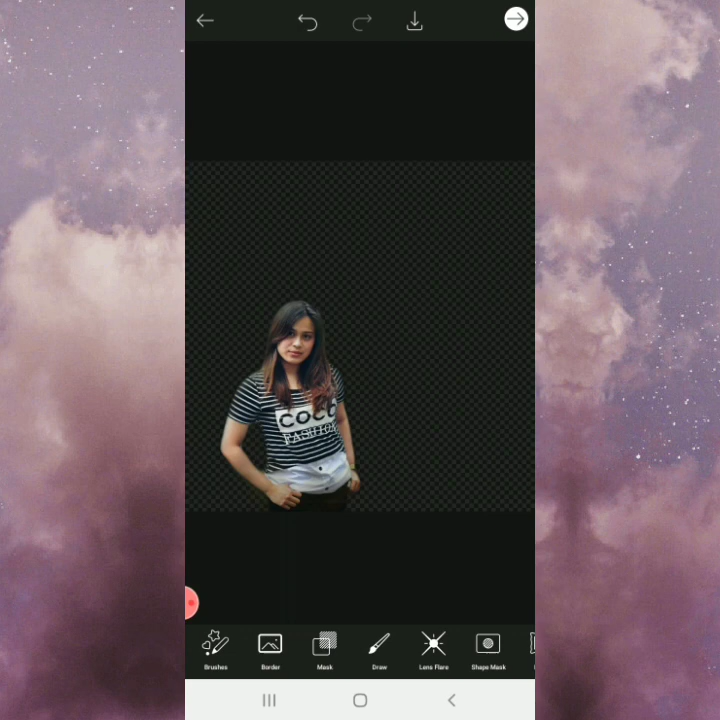 COCO
FASHION
Brushes
Border
Mask
Draw
Lens Flare
Shape Mask